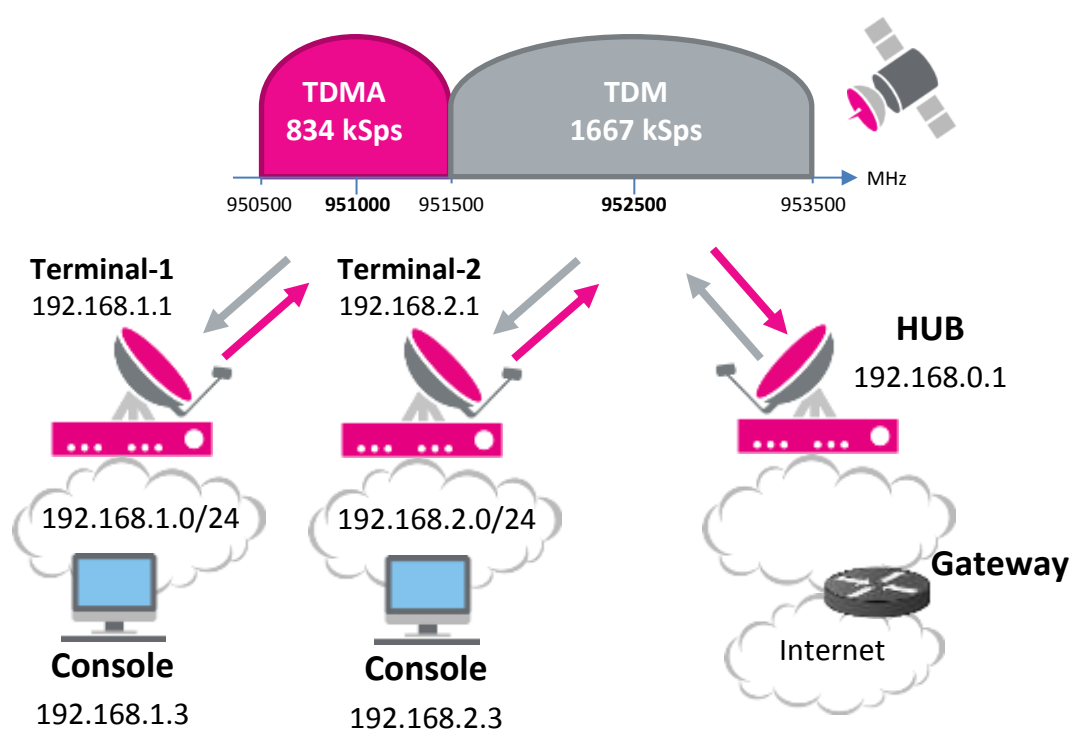 TDMA
834 kSps
TDM
1667 kSps
MHz
950500 951000 951500 952500 953500
Terminal-1
192.168.1.1
Terminal-2
192.168.2.1
HUB
192.168.0.1
192.168.1.0/24
192.168.2.0/24
Gateway
Internet
Console
192.168.1.3
Console
192.168.2.3